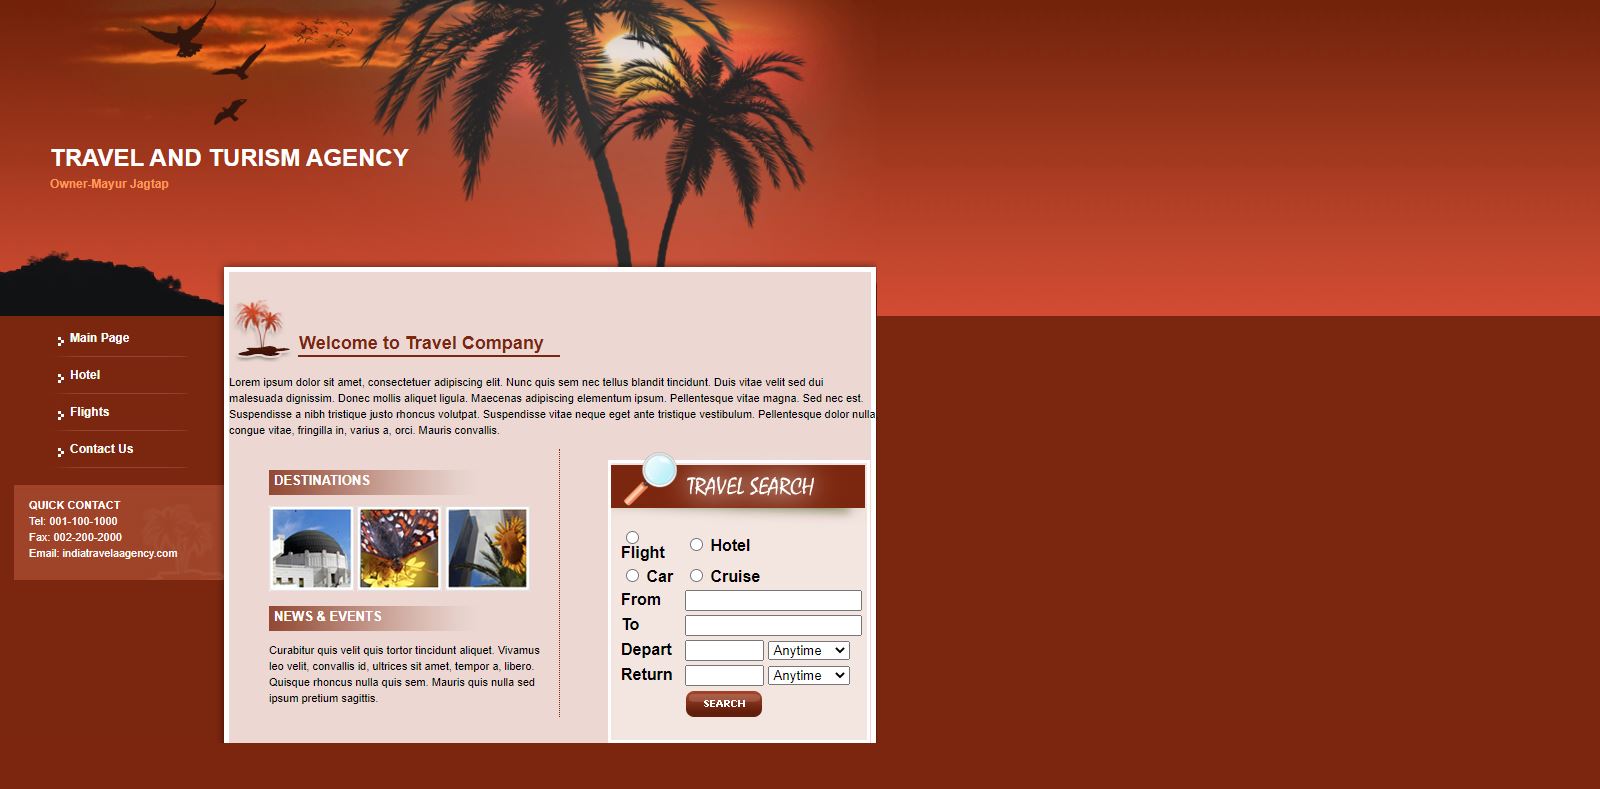 TRAVEL AND TURISM AGENCY
Owner-Mayur Jagtap
Main Page
Hotel
Flights
Contact Us
QUICK CONTACT
Tel: 001-100-1000
Fax: 002-200-2000
Email: indiatravelaagency.com
Welcome to Travel Company
Lorem ipsum dolor sit amet, consectetuer adipiscing elit. Nunc quis sem nec tellus blandit tincidunt. Duis vitae velit sed dui
malesuada dignissim. Donec mollis aliquet ligula. Maecenas adipiscing elementum ipsum. Pellentesque vitae magna. Sed nec est.
Suspendisse a nibh tristique justo rhoncus volutpat. Suspendisse vitae neque eget ante tristique vestibulum. Pellentesque dolor nulla
congue vitae, fringilla in, varius a, orci. Mauris convallis.
DESTINATIONS
NEWS & EVENTS
Curabitur quis velit quis tortor tincidunt aliquet. Vivamus
leo velit, convallis id, ultrices sit amet, tempor a, libero.
Quisque rhoncus nulla quis sem. Mauris quis nulla sed
ipsum pretium sagittis.
TRAVEL SEARCH
Flight
Hotel
Car
Cruise
From
To
Depart
Anytime
Return
Anytime
SEARCH